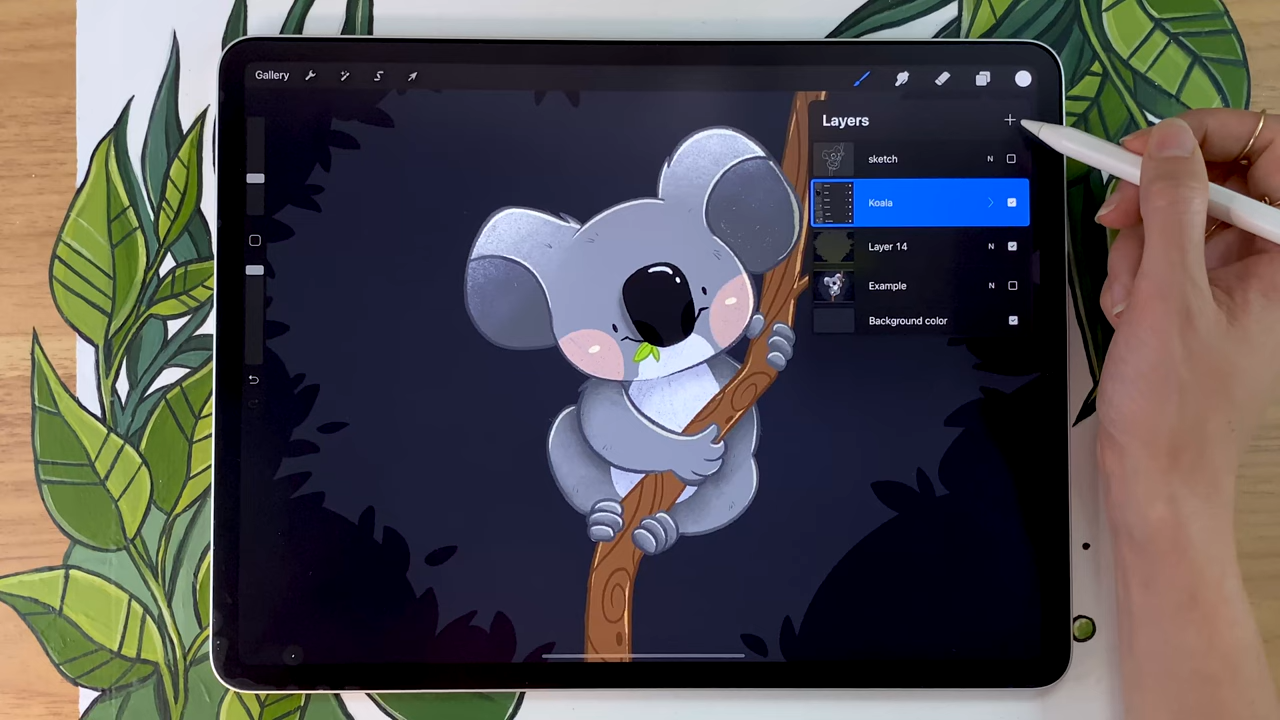 Gallery
Layers
sketch N
Koala
Layer 14 N
Example N
Background color